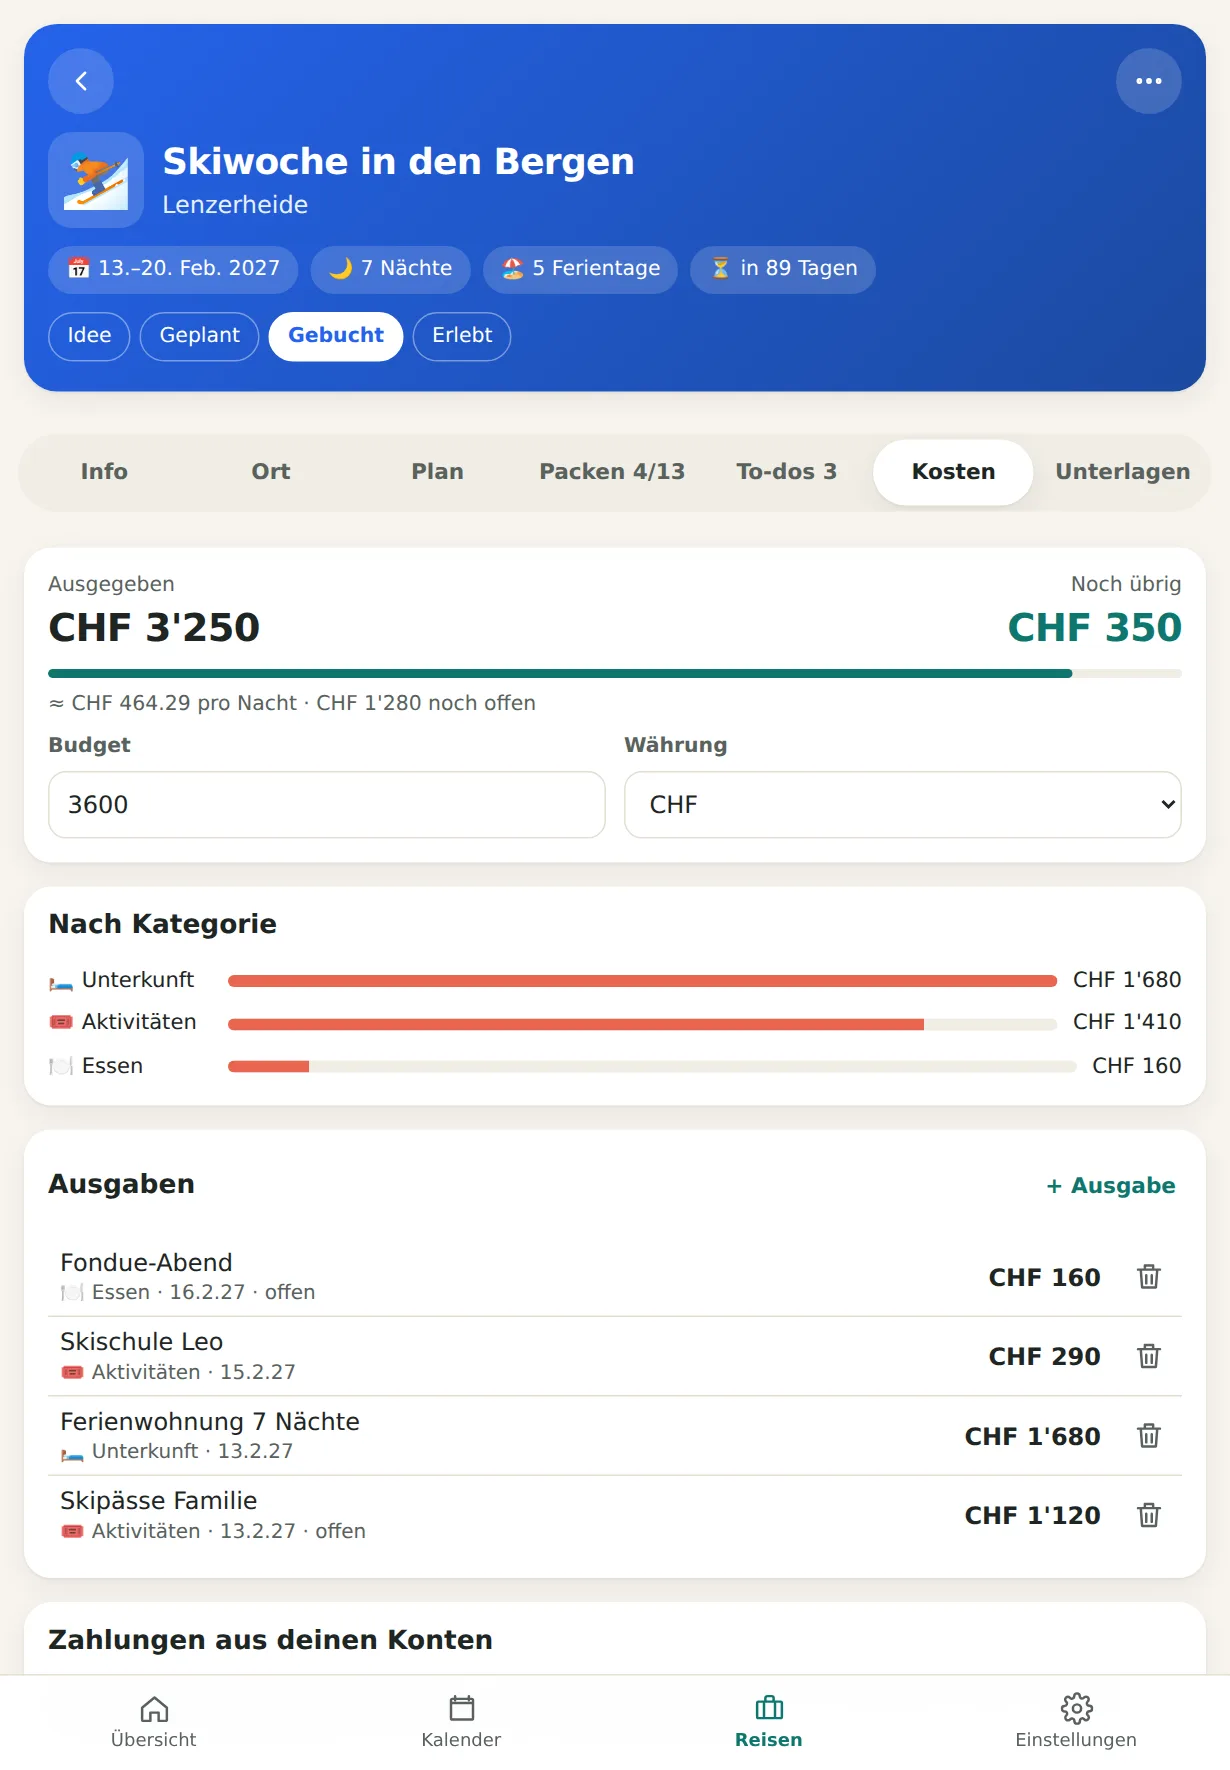 Skiwoche in den Bergen
Lenzerheide
13.–20. Feb. 2027 7 Nächte 5 Ferientage in 89 Tagen
Idee Geplant Gebucht Erlebt
Info Ort Plan Packen 4/13 To-dos 3 Kosten Unterlagen
Ausgegeben Noch übrig
CHF 3'250 CHF 350
≈ CHF 464.29 pro Nacht · CHF 1'280 noch offen
Budget Währung
3600 CHF
Nach Kategorie
Unterkunft CHF 1'680
Aktivitäten CHF 1'410
Essen CHF 160
Ausgaben + Ausgabe
Fondue-Abend
Essen · 16.2.27 · offen
CHF 160
Skischule Leo
Aktivitäten · 15.2.27
CHF 290
Ferienwohnung 7 Nächte
Unterkunft · 13.2.27
CHF 1'680
Skipässe Familie
Aktivitäten · 13.2.27 · offen
CHF 1'120
Zahlungen aus deinen Konten
Übersicht Kalender Reisen Einstellungen